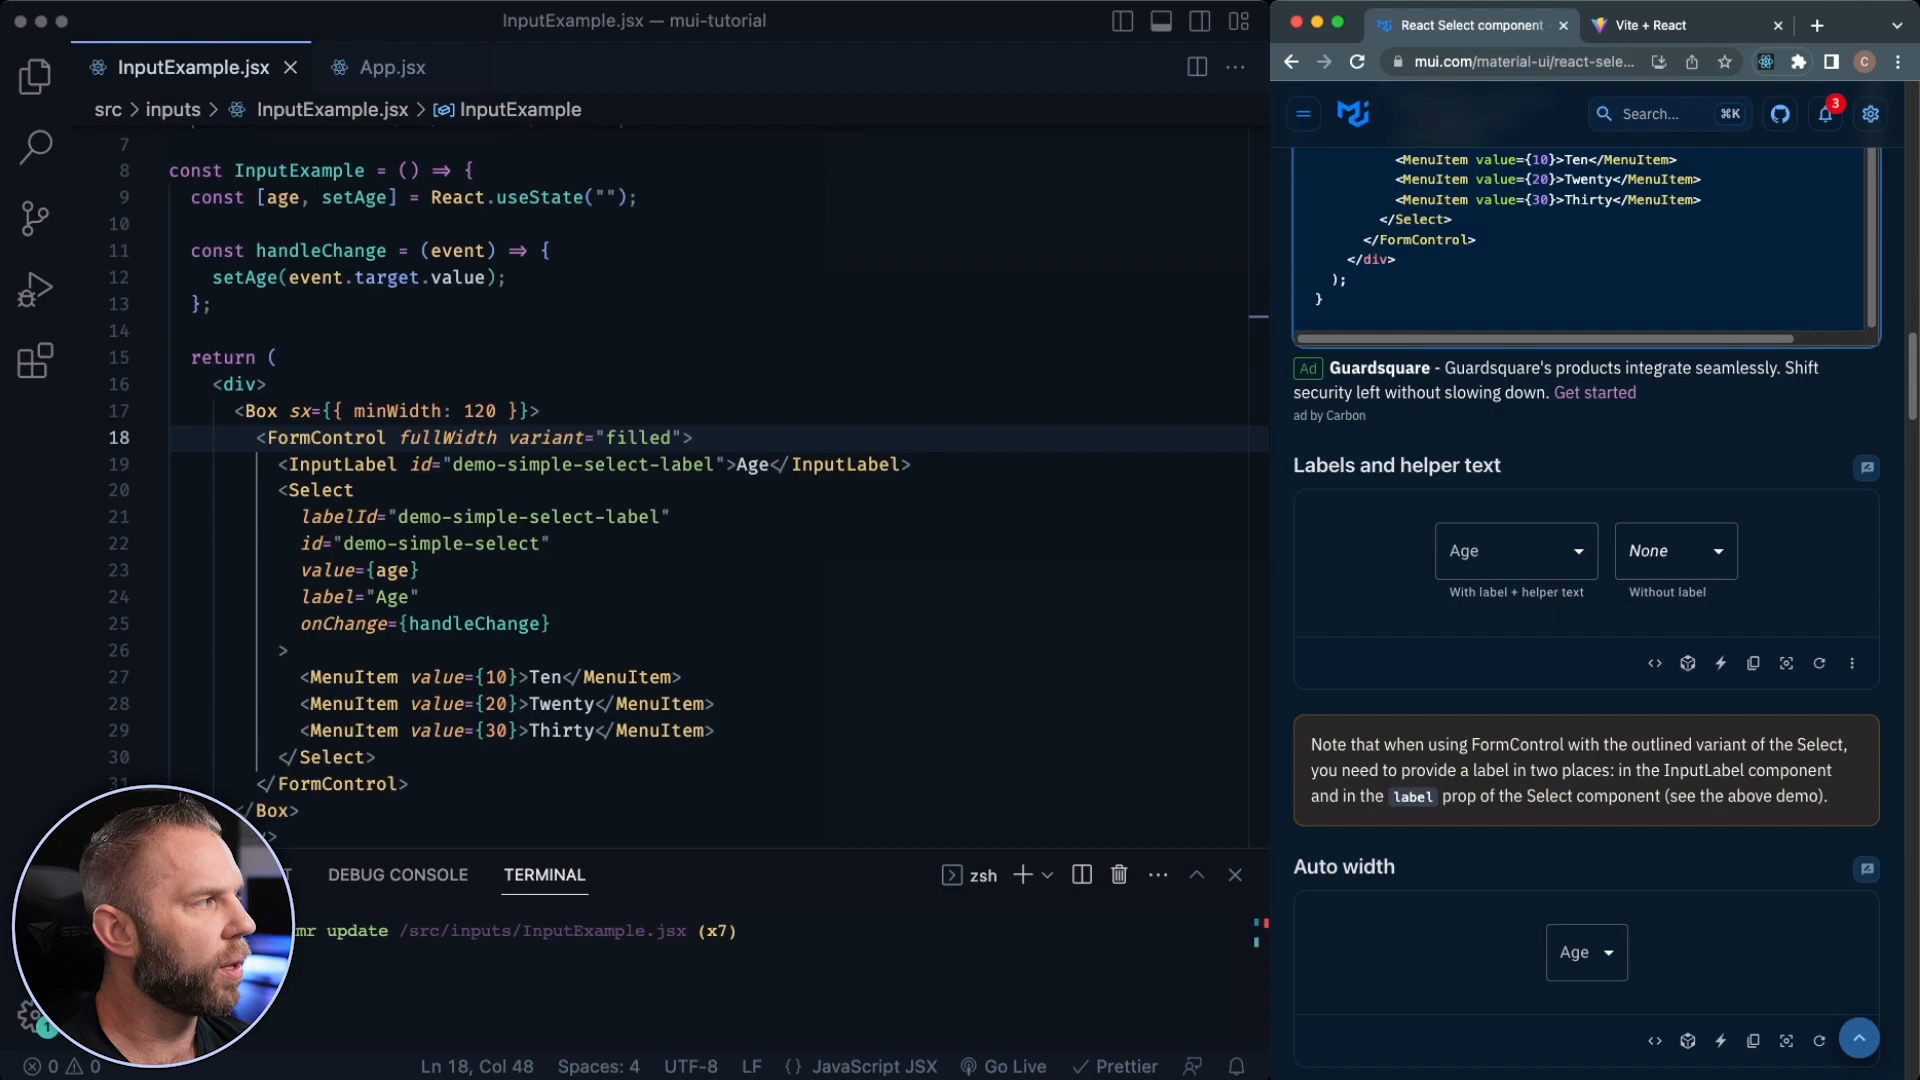 InputExample.jsx — mui-tutorial
InputExample.jsx
App.jsx
src > inputs > InputExample.jsx > InputExample
7
8 const InputExample = () => {
9 const [age, setAge] = React.useState("");
10
11 const handleChange = (event) => {
12 setAge(event.target.value);
13 };
14
15 return (
16 <div>
17 <Box sx={{ minWidth: 120 }}>
18 <FormControl fullWidth variant="filled">
19 <InputLabel id="demo-simple-select-label">Age</InputLabel>
20 <Select
21 labelId="demo-simple-select-label"
22 id="demo-simple-select"
23 value={age}
24 label="Age"
25 onChange={handleChange}
26 >
27 <MenuItem value={10}>Ten</MenuItem>
28 <MenuItem value={20}>Twenty</MenuItem>
29 <MenuItem value={30}>Thirty</MenuItem>
30 </Select>
31 </FormControl>
/Box>
>
DEBUG CONSOLE
TERMINAL
zsh
mr update /src/inputs/InputExample.jsx (x7)
1
0 0
Ln 18, Col 48
Spaces: 4
UTF-8
LF
{ } JavaScript JSX
Go Live
Prettier
React Select component
Vite + React
mui.com/material-ui/react-sele...
C
Search...
⌘K
3
<MenuItem value={10}>Ten</MenuItem>
<MenuItem value={20}>Twenty</MenuItem>
<MenuItem value={30}>Thirty</MenuItem>
</Select>
</FormControl>
</div>
);
}
Ad Guardsquare - Guardsquare's products integrate seamlessly. Shift
security left without slowing down. Get started
ad by Carbon
Labels and helper text
Age
None
With label + helper text
Without label
Note that when using FormControl with the outlined variant of the Select,
you need to provide a label in two places: in the InputLabel component
and in the label prop of the Select component (see the above demo).
Auto width
Age